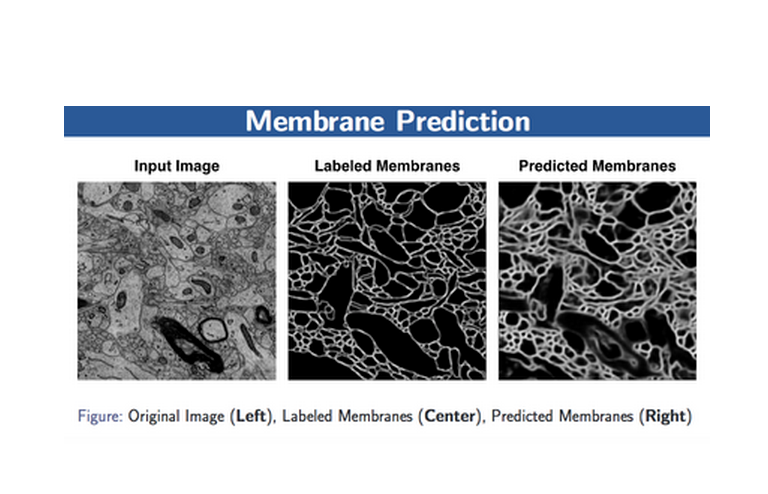 Membrane Prediction
Input Image
Labeled Membranes
Predicted Membranes
Figure: Original Image (Left), Labeled Membranes (Center), Predicted Membranes (Right)